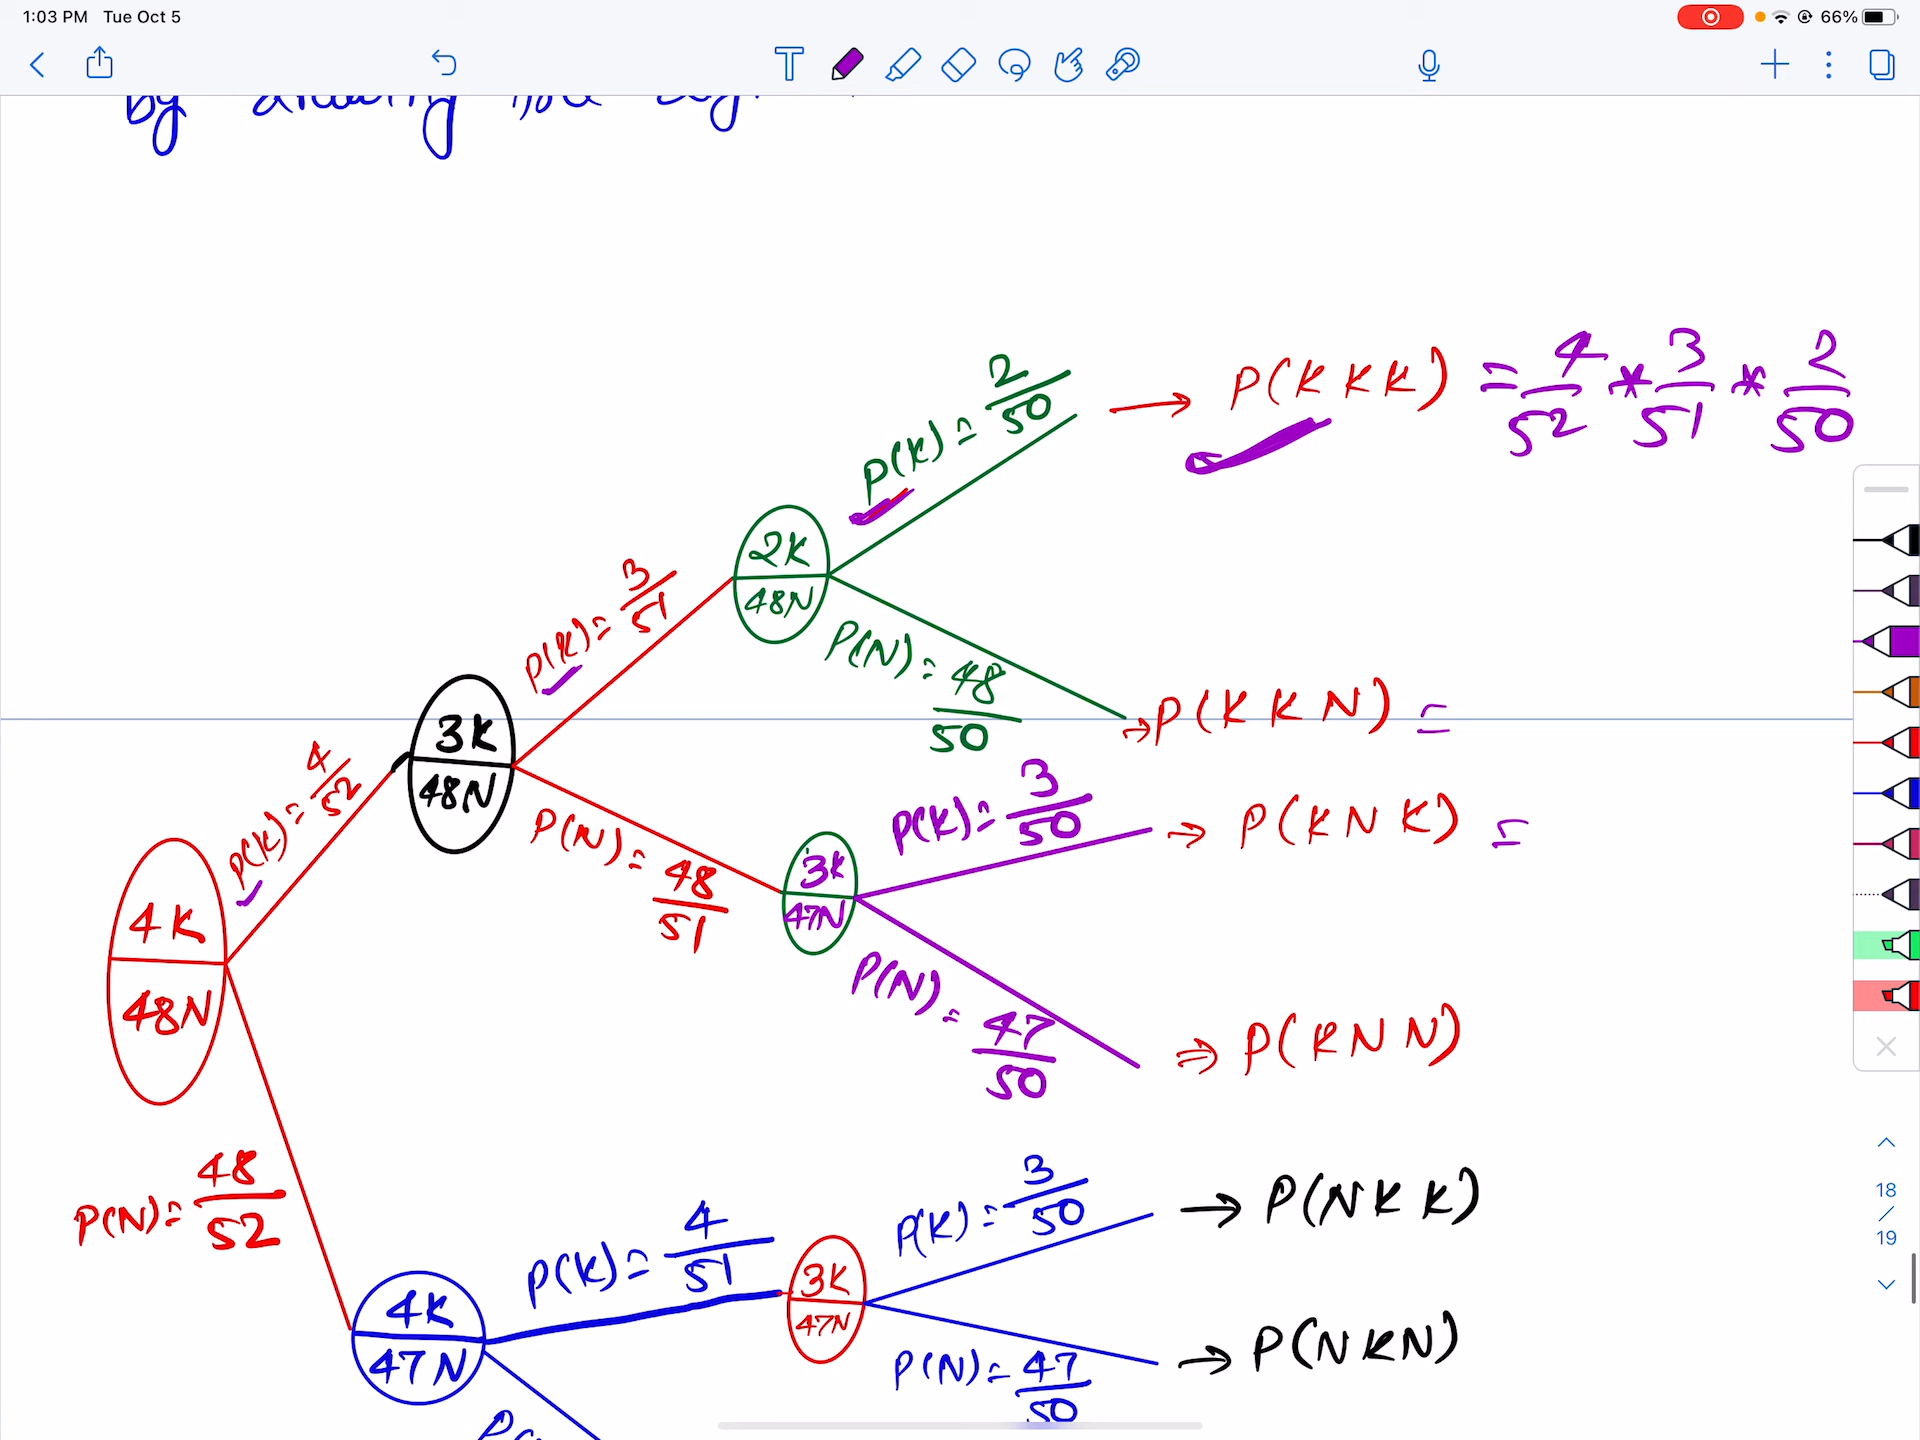 1:03 PM Tue Oct 5
66%
T
by
P(K) = 2/50
→ P(KKK) = 4/52 * 3/51 * 2/50
2K
48N
P(K) = 3/51
P(N) = 48/50
→ P(KKN) =
3K
48N
P(K) = 4/52
P(K) = 3/50
→ P(KNK) =
P(N) = 48/51
3K
47N
4K
48N
P(N) = 47/50
⇒ P(KNN)
P(N) = 48/52
P(K) = 3/50
→ P(NKK)
P(K) = 4/51
3K
47N
4K
47N
P(N) = 47/50
→ P(NKN)
18
/
19